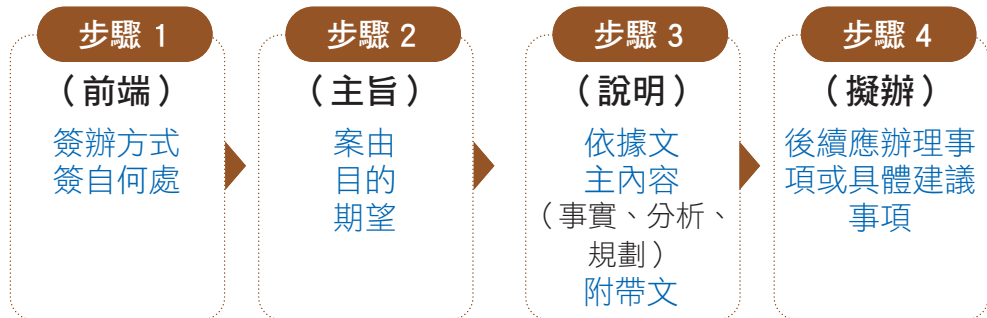 步驟 1
（前端）
簽辦方式
簽自何處
步驟 2
（主旨）
案由
目的
期望
步驟 3
（說明）
依據文
主內容
（事實、分析、
規劃）
附帶文
步驟 4
（擬辦）
後續應辦理事
項或具體建議
事項